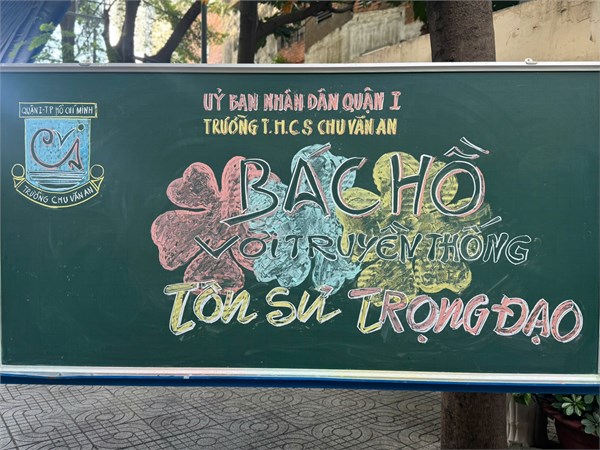 QUẬN I-T.P HỒ CHÍ MINH
TRƯỜNG CHU VĂN AN
ỦY BAN NHÂN DÂN QUẬN I
TRƯỜNG T.H.C.S CHU VĂN AN
BÁC HỒ
VỚI TRUYỀN THỐNG
TÔN SƯ TRỌNG ĐẠO